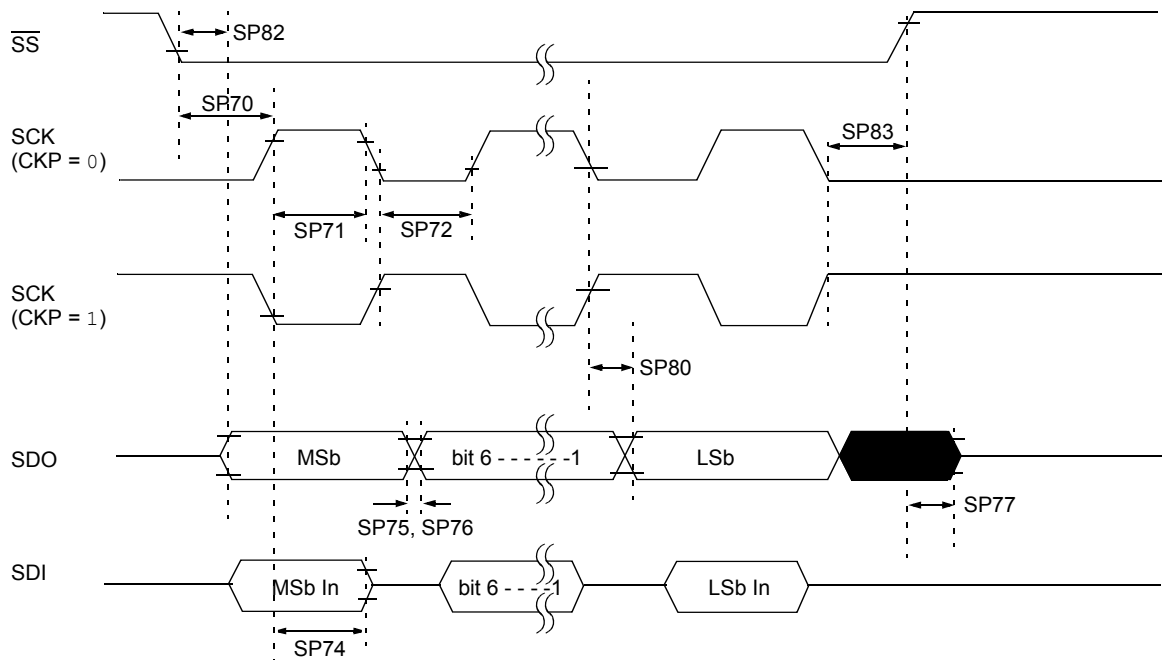 SS
SP82
SP70
SCK
(CKP = 0)
SP83
SP71
SP72
SCK
(CKP = 1)
SP80
SDO
MSb
bit 6 - - - - - -1
LSb
SP75, SP76
SP77
SDI
MSb In
bit 6 - - - -1
LSb In
SP74